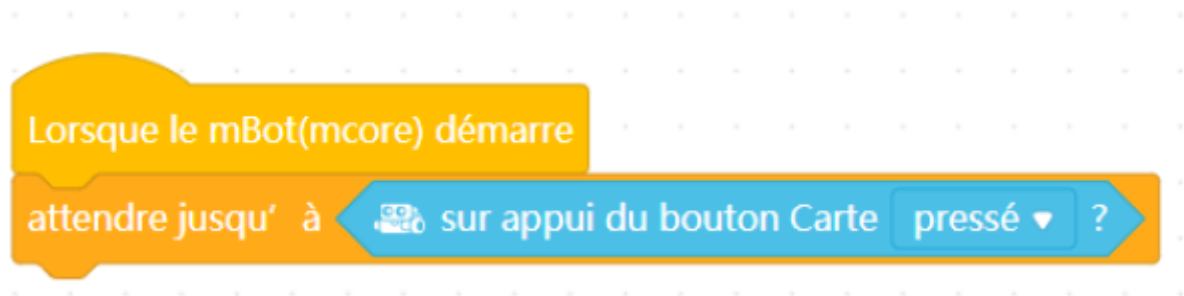 Lorsque le mBot(mcore) démarre
attendre jusqu' à sur appui du bouton Carte pressé ?